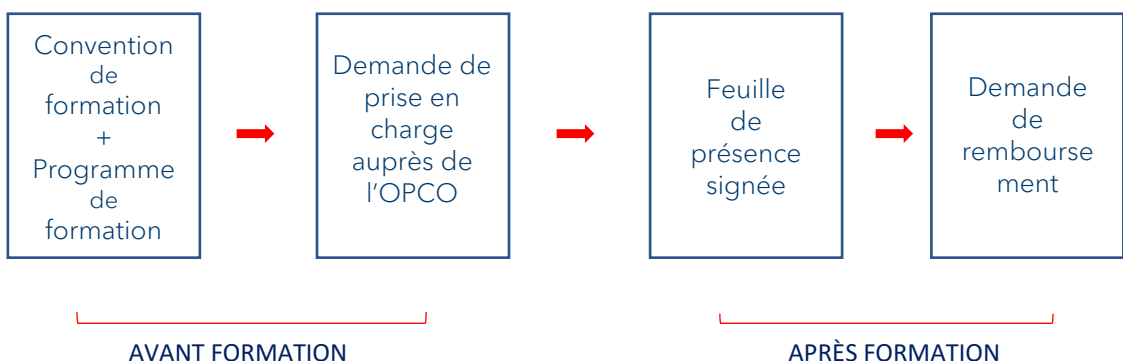 Convention
de
formation
+
Programme
de
formation
Demande de
prise en
charge
auprès de
l’OPCO
Feuille
de
présence
signée
Demande
de
rembourse
ment
AVANT FORMATION
APRÈS FORMATION